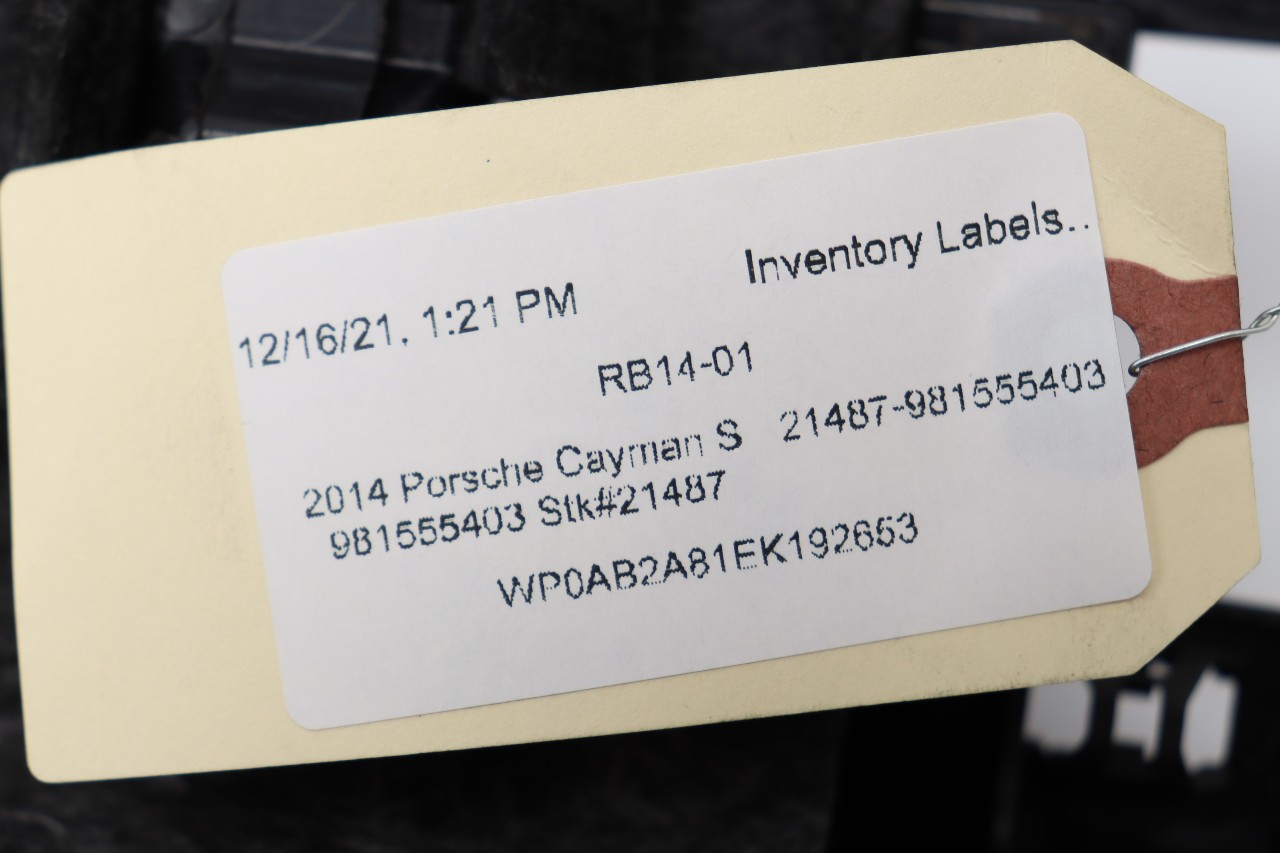 Inventory Labels..
12/16/21, 1:21 PM
RB14-01
2014 Porsche Cayman S 21487-981555403
981555403 Stk#21487
WP0AB2A81EK192653